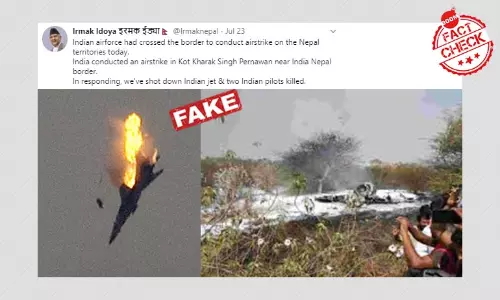 Irmak Idoya इरमक ईड्या @Irmaknepal · Jul 23
Indian airforce had crossed the border to conduct airstrike on the Nepal
territories today.
India conducted an airstrike in Kot Kharak Singh Pernawan near India Nepal
border.
In responding, we've shot down Indian jet & two Indian pilots killed.
FACT
CHECK
FAKE